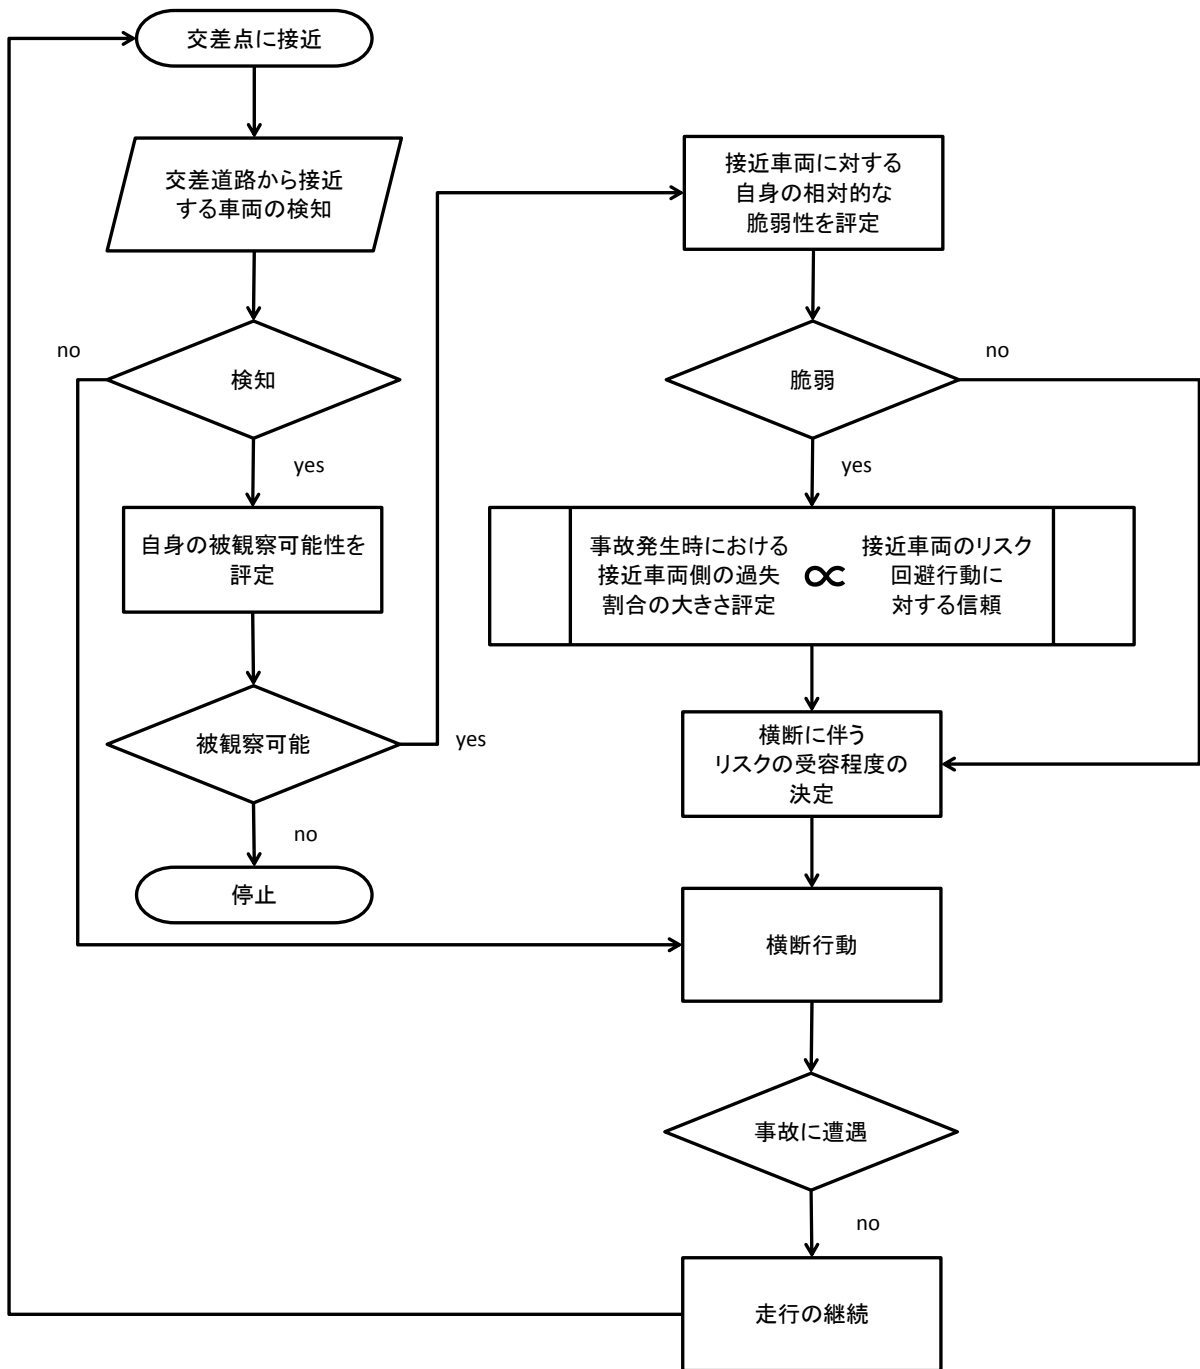 交差点に接近
交差道路から接近
する車両の検知
no
検知
yes
自身の被観察可能性を
評定
被観察可能
yes
no
停止
接近車両に対する
自身の相対的な
脆弱性を評定
脆弱
no
yes
事故発生時における
接近車両側の過失
割合の大きさ評定
∝
接近車両のリスク
回避行動に
対する信頼
横断に伴う
リスクの受容程度の
決定
横断行動
事故に遭遇
no
走行の継続